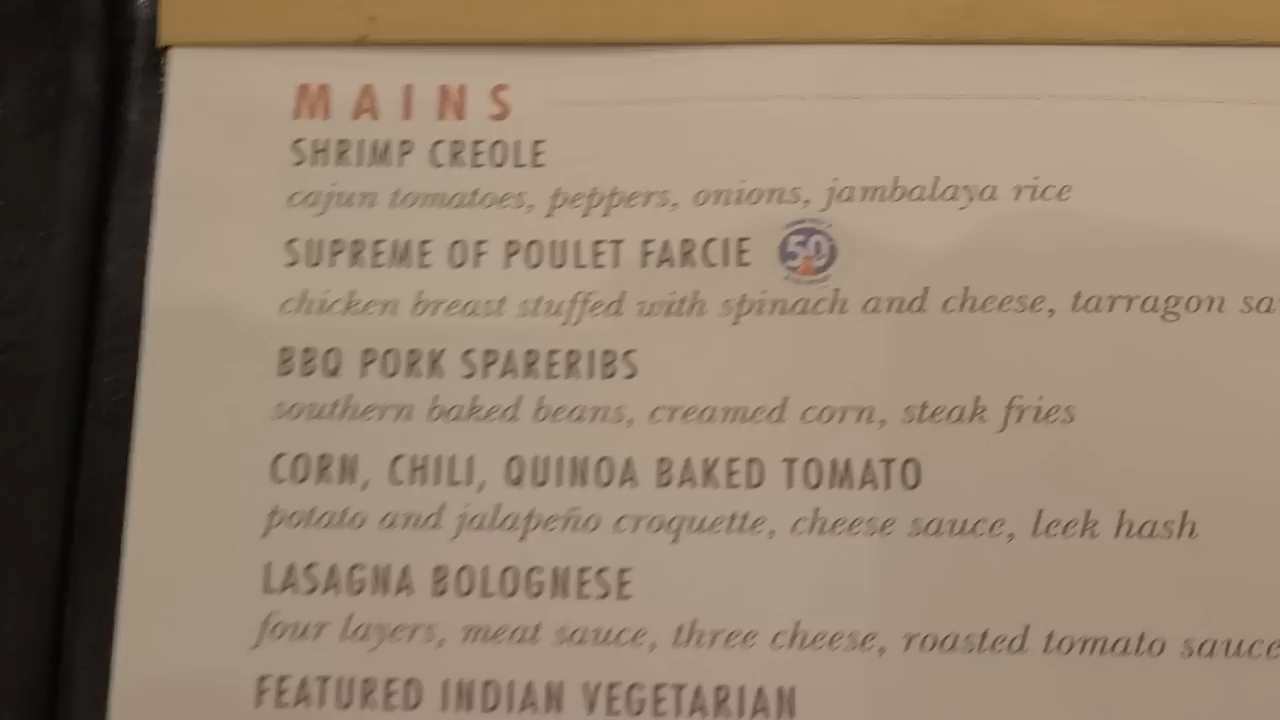 MAINS
SHRIMP CREOLE
cajun tomatoes, peppers, onions, jambalaya rice
SUPREME OF POULET FARCIE 50
chicken breast stuffed with spinach and cheese, tarragon sa
BBQ PORK SPARERIBS
southern baked beans, creamed corn, steak fries
CORN, CHILI, QUINOA BAKED TOMATO
potato and jalapeño croquette, cheese sauce, leek hash
LASAGNA BOLOGNESE
four layers, meat sauce, three cheese, roasted tomato sauce
FEATURED INDIAN VEGETARIAN